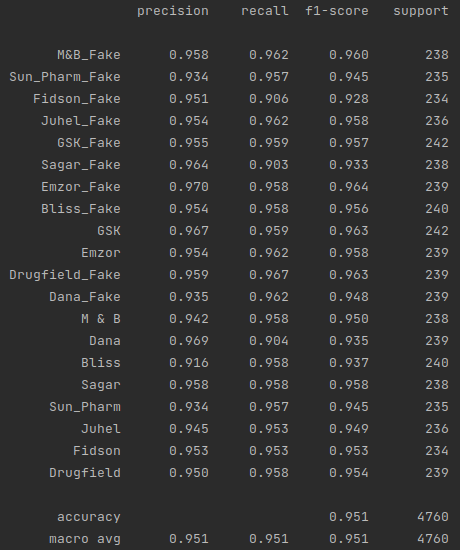 precision recall f1-score support
M&B_Fake 0.958 0.962 0.960 238
Sun_Pharm_Fake 0.934 0.957 0.945 235
Fidson_Fake 0.951 0.906 0.928 234
Juhel_Fake 0.954 0.962 0.958 236
GSK_Fake 0.955 0.959 0.957 242
Sagar_Fake 0.964 0.903 0.933 238
Emzor_Fake 0.970 0.958 0.964 239
Bliss_Fake 0.954 0.958 0.956 240
GSK 0.967 0.959 0.963 242
Emzor 0.954 0.962 0.958 239
Drugfield_Fake 0.959 0.967 0.963 239
Dana_Fake 0.935 0.962 0.948 239
M & B 0.942 0.958 0.950 238
Dana 0.969 0.904 0.935 239
Bliss 0.916 0.958 0.937 240
Sagar 0.958 0.958 0.958 238
Sun_Pharm 0.934 0.957 0.945 235
Juhel 0.945 0.953 0.949 236
Fidson 0.953 0.953 0.953 234
Drugfield 0.950 0.958 0.954 239
accuracy 0.951 4760
macro avg 0.951 0.951 0.951 4760